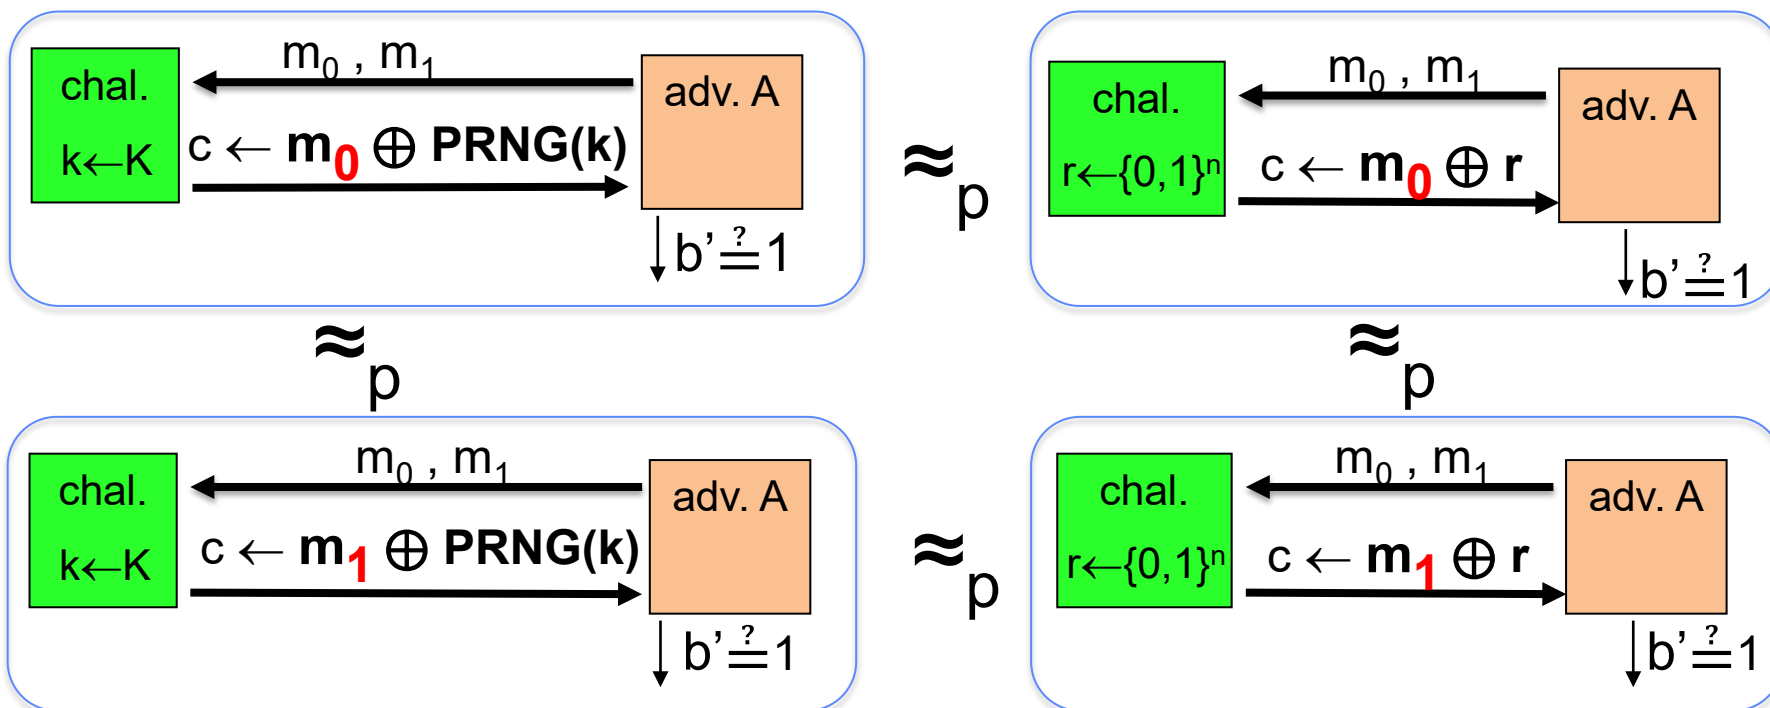 m₀ , m₁
chal.
k←K
c ← m₀ ⊕ PRNG(k)
adv. A
b’ ≟ 1
≈p
m₀ , m₁
chal.
r←{0,1}ⁿ
c ← m₀ ⊕ r
adv. A
b’ ≟ 1
≈p
≈p
m₀ , m₁
chal.
k←K
c ← m₁ ⊕ PRNG(k)
adv. A
b’ ≟ 1
≈p
m₀ , m₁
chal.
r←{0,1}ⁿ
c ← m₁ ⊕ r
adv. A
b’ ≟ 1